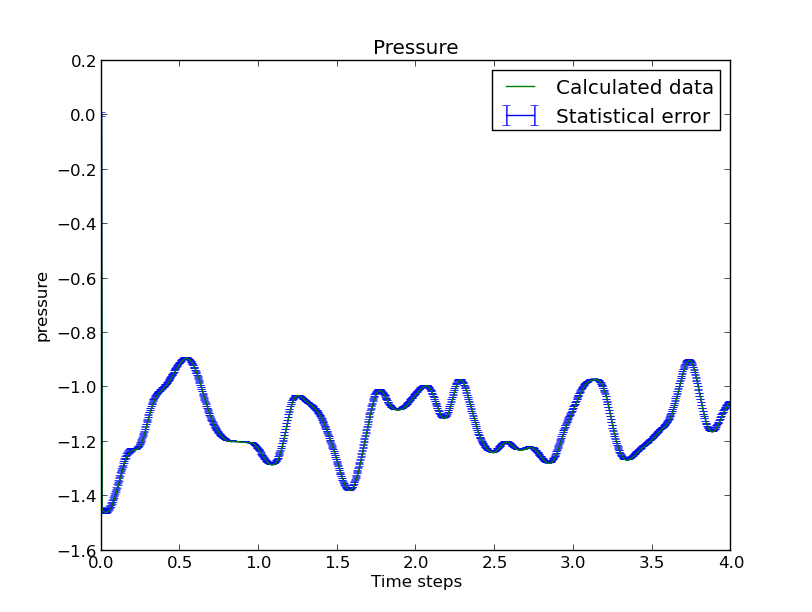 Pressure
0.2
0.0
−0.2
−0.4
−0.6
−0.8
−1.0
−1.2
−1.4
−1.6
pressure
Calculated data
Statistical error
0.0 0.5 1.0 1.5 2.0 2.5 3.0 3.5 4.0
Time steps